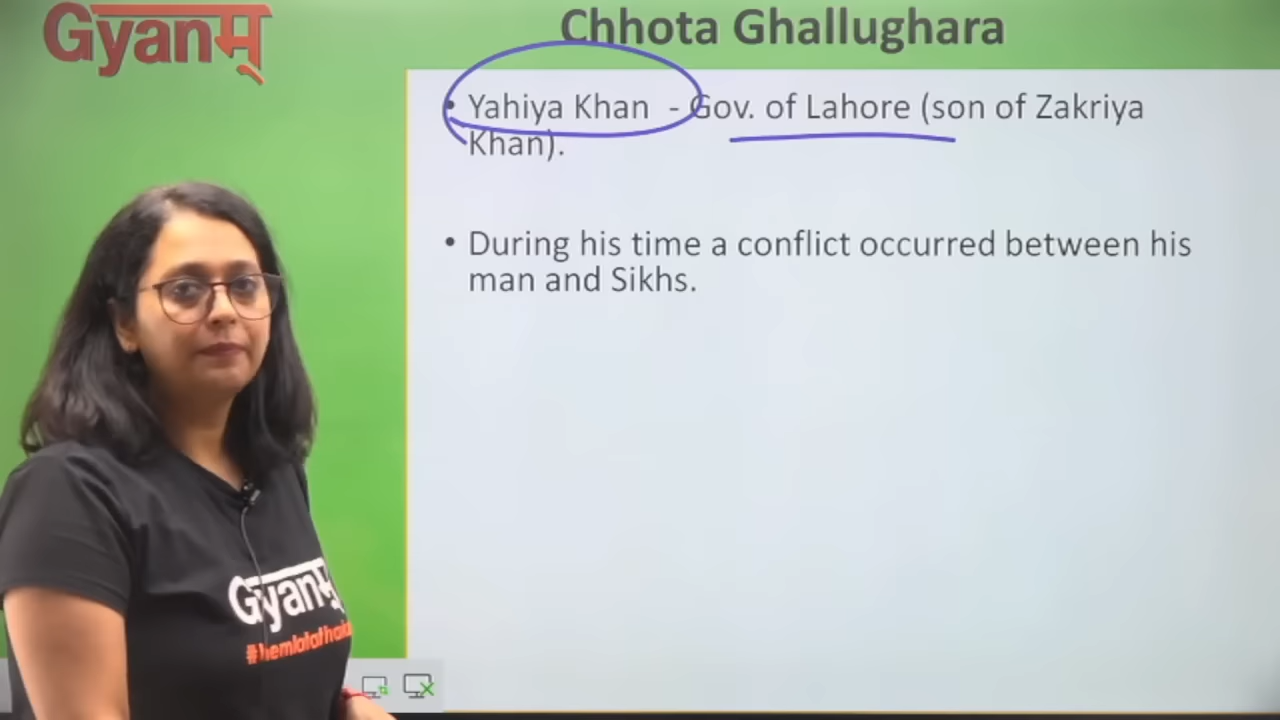 Gyanम्
Chhota Ghallughara
• Yahiya Khan - Gov. of Lahore (son of Zakriya
Khan).
• During his time a conflict occurred between his
man and Sikhs.
Gyanम